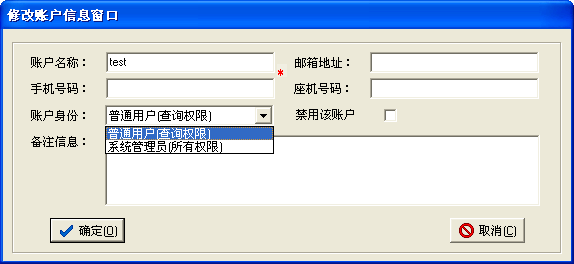 修改账户信息窗口
账户名称： test * 邮箱地址：
手机号码： 座机号码：
账户身份： 普通用户(查询权限) 禁用该账户
普通用户(查询权限)
备注信息： 系统管理员(所有权限)
确定(O) 取消(C)